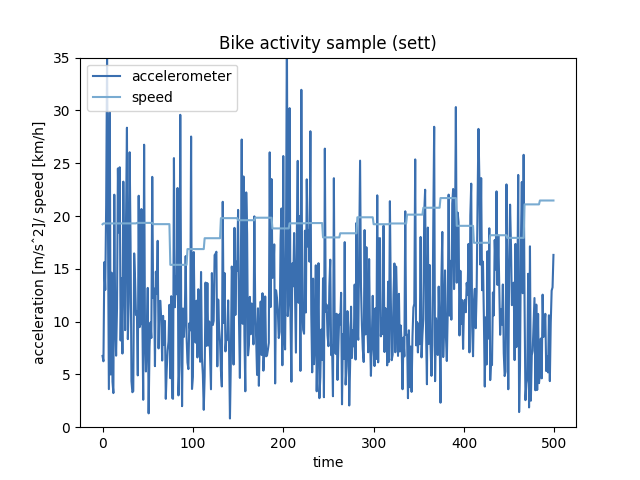 Bike activity sample (sett)
accelerometer
speed
acceleration [m/s^2]/ speed [km/h]
35
30
25
20
15
10
5
0
0 100 200 300 400 500
time